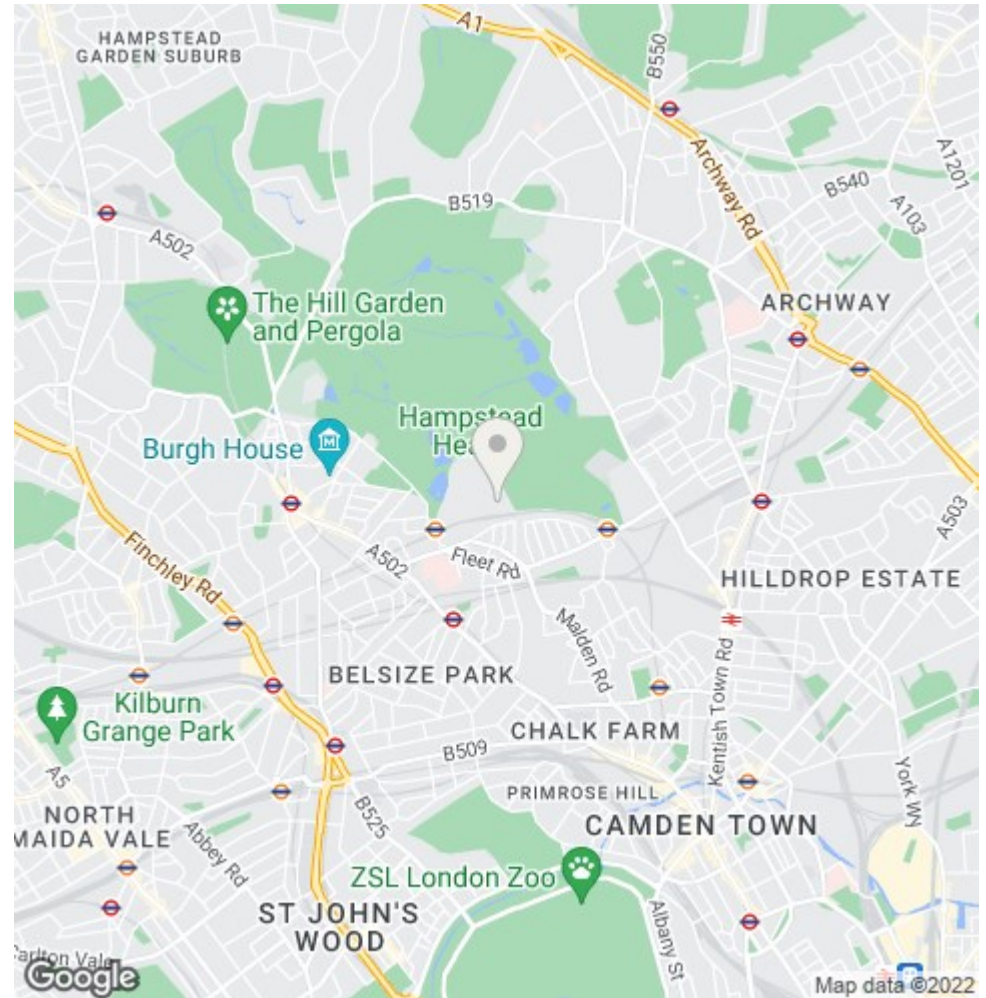 A1
HAMPSTEAD
GARDEN SUBURB
B550
Archway Rd
A1201
B540
A103
B519
A502
The Hill Garden
and Pergola
ARCHWAY
Hampstead
Burgh House
A503
Finchley Rd
A502
Fleet Rd
HILLDROP ESTATE
Malden Rd
BELSIZE PARK
Kentish Town Rd
Kilburn
Grange Park
CHALK FARM
B509
A5
York WN
PRIMROSE HILL
NORTH
MAIDA VALE
B525
CAMDEN TOWN
Abbey Rd
ZSL London Zoo
ST JOHN'S
WOOD
Albany St
Carlton Vale
Google
Map data ©2022